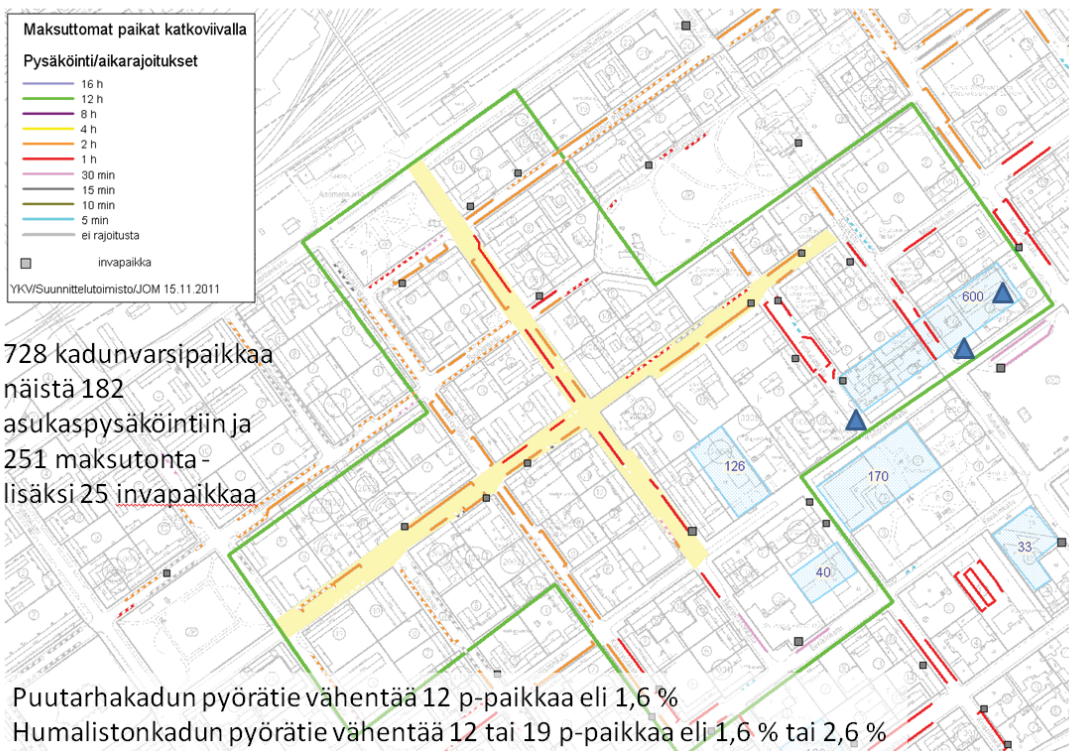 Maksuttomat paikat katkoviivalla
Pysäköinti/aikarajoitukset
16 h
12 h
8 h
4 h
2 h
1 h
30 min
15 min
10 min
5 min
ei rajoitusta
invapaikka
YKV/Suunnittelutoimisto/JOM 15.11.2011
728 kadunvarsipaikkaa
näistä 182
asukaspysäköintiin ja
251 maksutonta -
lisäksi 25 invapaikkaa
600
126
170
33
40
Puutarhakadun pyörätie vähentää 12 p-paikkaa eli 1,6 %
Humalistonkadun pyörätie vähentää 12 tai 19 p-paikkaa eli 1,6 % tai 2,6 %